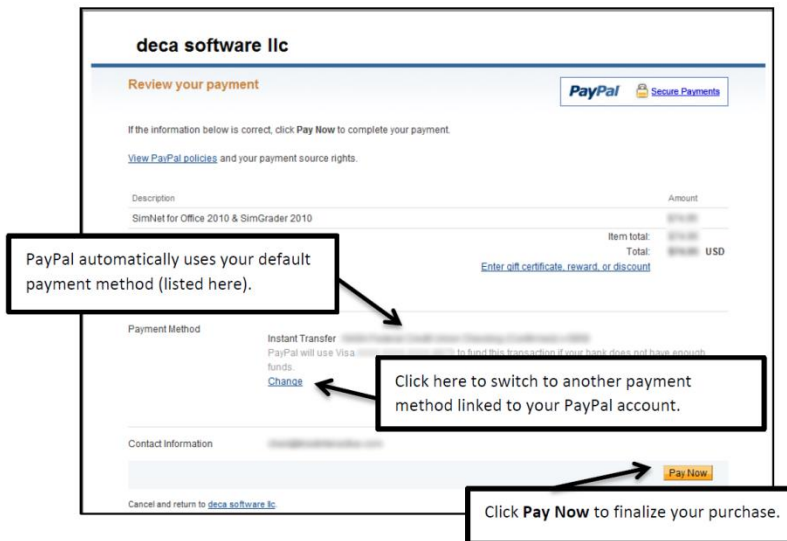 deca software llc
Review your payment
PayPal Secure Payments
If the information below is correct, click Pay Now to complete your payment.
View PayPal policies and your payment source rights.
Description Amount
SimNet for Office 2010 & SimGrader 2010
Item total:
Total: USD
Enter gift certificate, reward, or discount
PayPal automatically uses your default
payment method (listed here).
Payment Method
Instant Transfer
PayPal will use Visa to fund this transaction if your bank does not have enough
funds.
Change
Click here to switch to another payment
method linked to your PayPal account.
Contact Information
Pay Now
Cancel and return to deca software llc.
Click Pay Now to finalize your purchase.